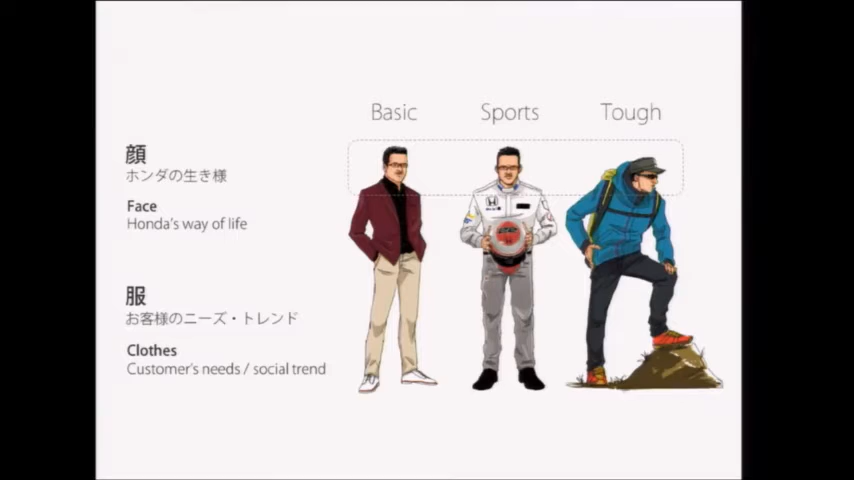 Basic Sports Tough
顔
ホンダの生き様
Face
Honda's way of life
服
お客様のニーズ・トレンド
Clothes
Customer's needs / social trend